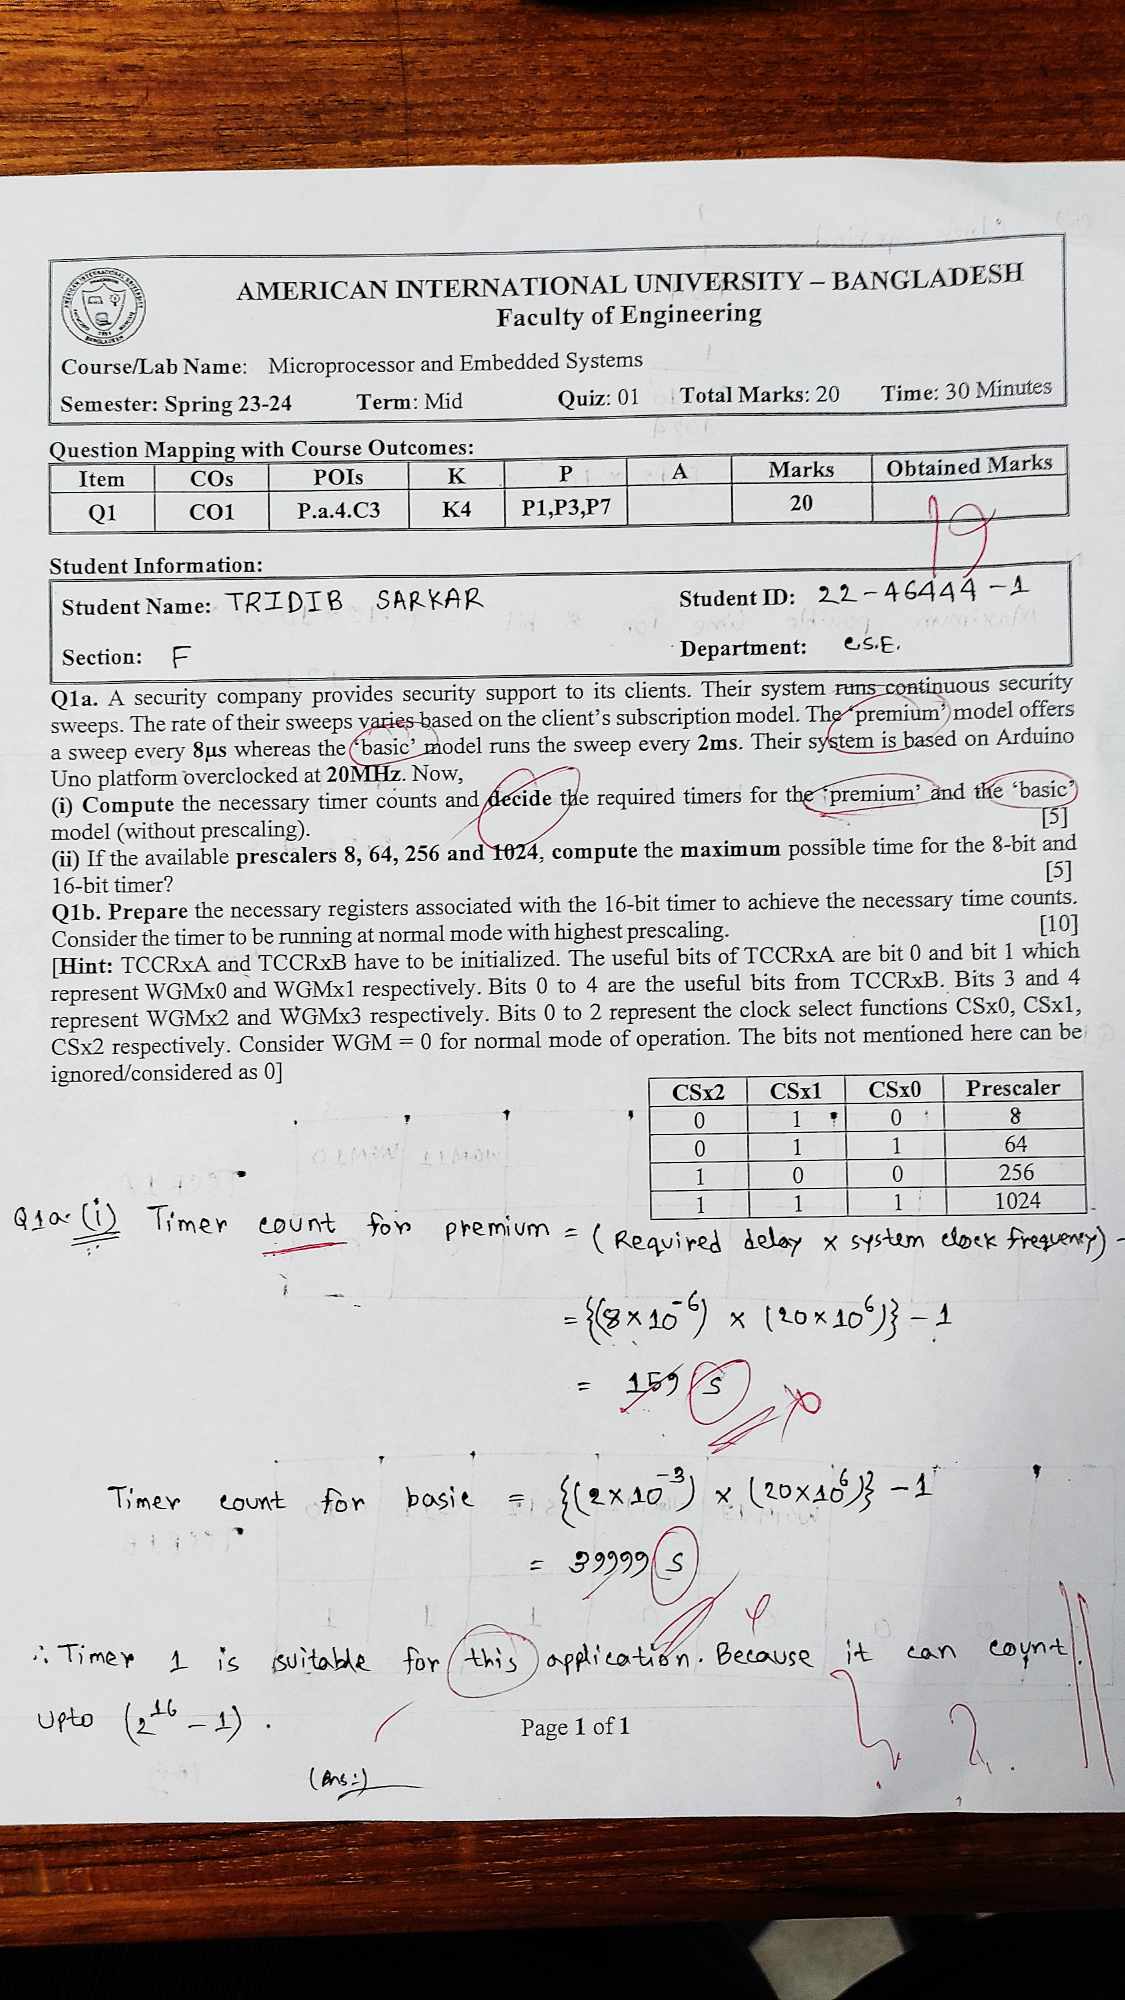 AMERICAN INTERNATIONAL UNIVERSITY – BANGLADESH
Faculty of Engineering
Course/Lab Name: Microprocessor and Embedded Systems
Semester: Spring 23-24 Term: Mid Quiz: 01 Total Marks: 20 Time: 30 Minutes
Question Mapping with Course Outcomes:
Item COs POIs K P A Marks Obtained Marks
Q1 CO1 P.a.4.C3 K4 P1,P3,P7 20
19
Student Information:
Student Name: TRIDIB SARKAR Student ID: 22-46444-1
Section: F Department: C.S.E.
Q1a. A security company provides security support to its clients. Their system runs continuous security
sweeps. The rate of their sweeps varies based on the client's subscription model. The 'premium' model offers
a sweep every 8µs whereas the 'basic' model runs the sweep every 2ms. Their system is based on Arduino
Uno platform overclocked at 20MHz. Now,
(i) Compute the necessary timer counts and decide the required timers for the 'premium' and the 'basic'
model (without prescaling). [5]
(ii) If the available prescalers 8, 64, 256 and 1024, compute the maximum possible time for the 8-bit and
16-bit timer? [5]
Q1b. Prepare the necessary registers associated with the 16-bit timer to achieve the necessary time counts.
Consider the timer to be running at normal mode with highest prescaling. [10]
[Hint: TCCRxA and TCCRxB have to be initialized. The useful bits of TCCRxA are bit 0 and bit 1 which
represent WGMx0 and WGMx1 respectively. Bits 0 to 4 are the useful bits from TCCRxB. Bits 3 and 4
represent WGMx2 and WGMx3 respectively. Bits 0 to 2 represent the clock select functions CSx0, CSx1,
CSx2 respectively. Consider WGM = 0 for normal mode of operation. The bits not mentioned here can be
ignored/considered as 0]
CSx2 CSx1 CSx0 Prescaler
0 1 0 8
0 1 1 64
1 0 0 256
1 1 1 1024
Q1a. (i) Timer count for premium = (Required delay x system clock frequency) -
= {(8×10⁻⁶) × (20×10⁶)} - 1
= 159 s
Timer count for basic = {(2×10⁻³) × (20×10⁶)} - 1
= 39999 s
∴ Timer 1 is suitable for this application. Because it can count
upto (2¹⁶ - 1).
Page 1 of 1
(Ans:)